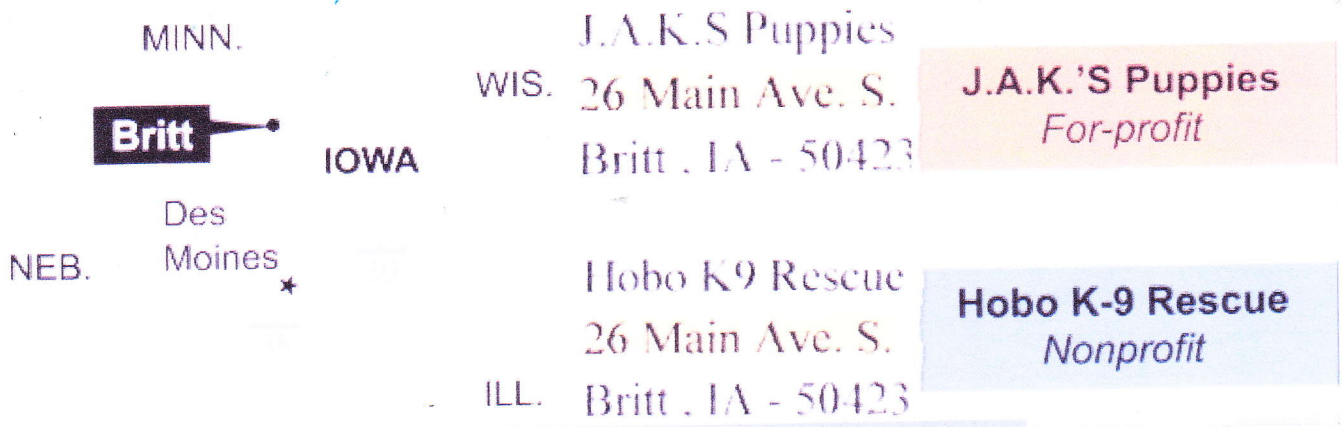 MINN.
Britt
IOWA
Des
Moines
NEB.
WIS.
ILL.
J.A.K.S Puppies
26 Main Ave. S.
Britt , IA - 50423
J.A.K.'S Puppies
For-profit
Hobo K9 Rescue
26 Main Ave. S.
Britt , IA - 50423
Hobo K-9 Rescue
Nonprofit